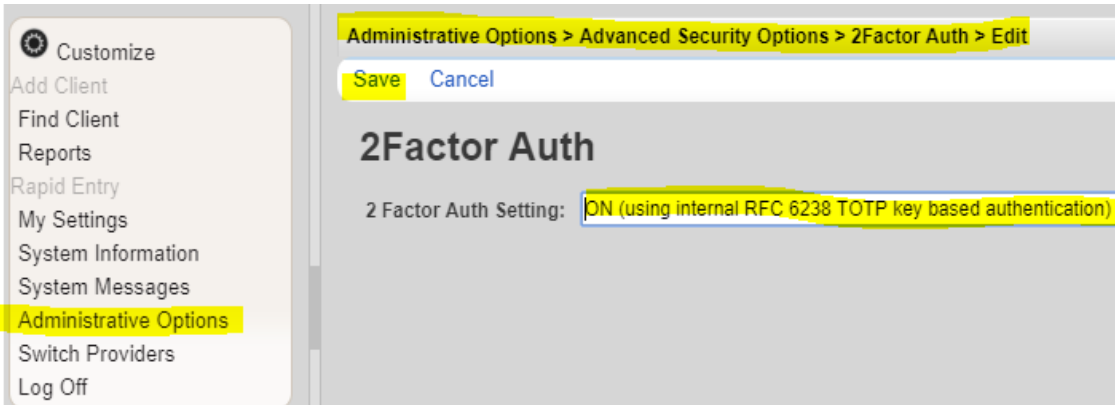 Customize
Add Client
Find Client
Reports
Rapid Entry
My Settings
System Information
System Messages
Administrative Options
Switch Providers
Log Off
Administrative Options > Advanced Security Options > 2Factor Auth > Edit
Save Cancel
2Factor Auth
2 Factor Auth Setting: ON (using internal RFC 6238 TOTP key based authentication)